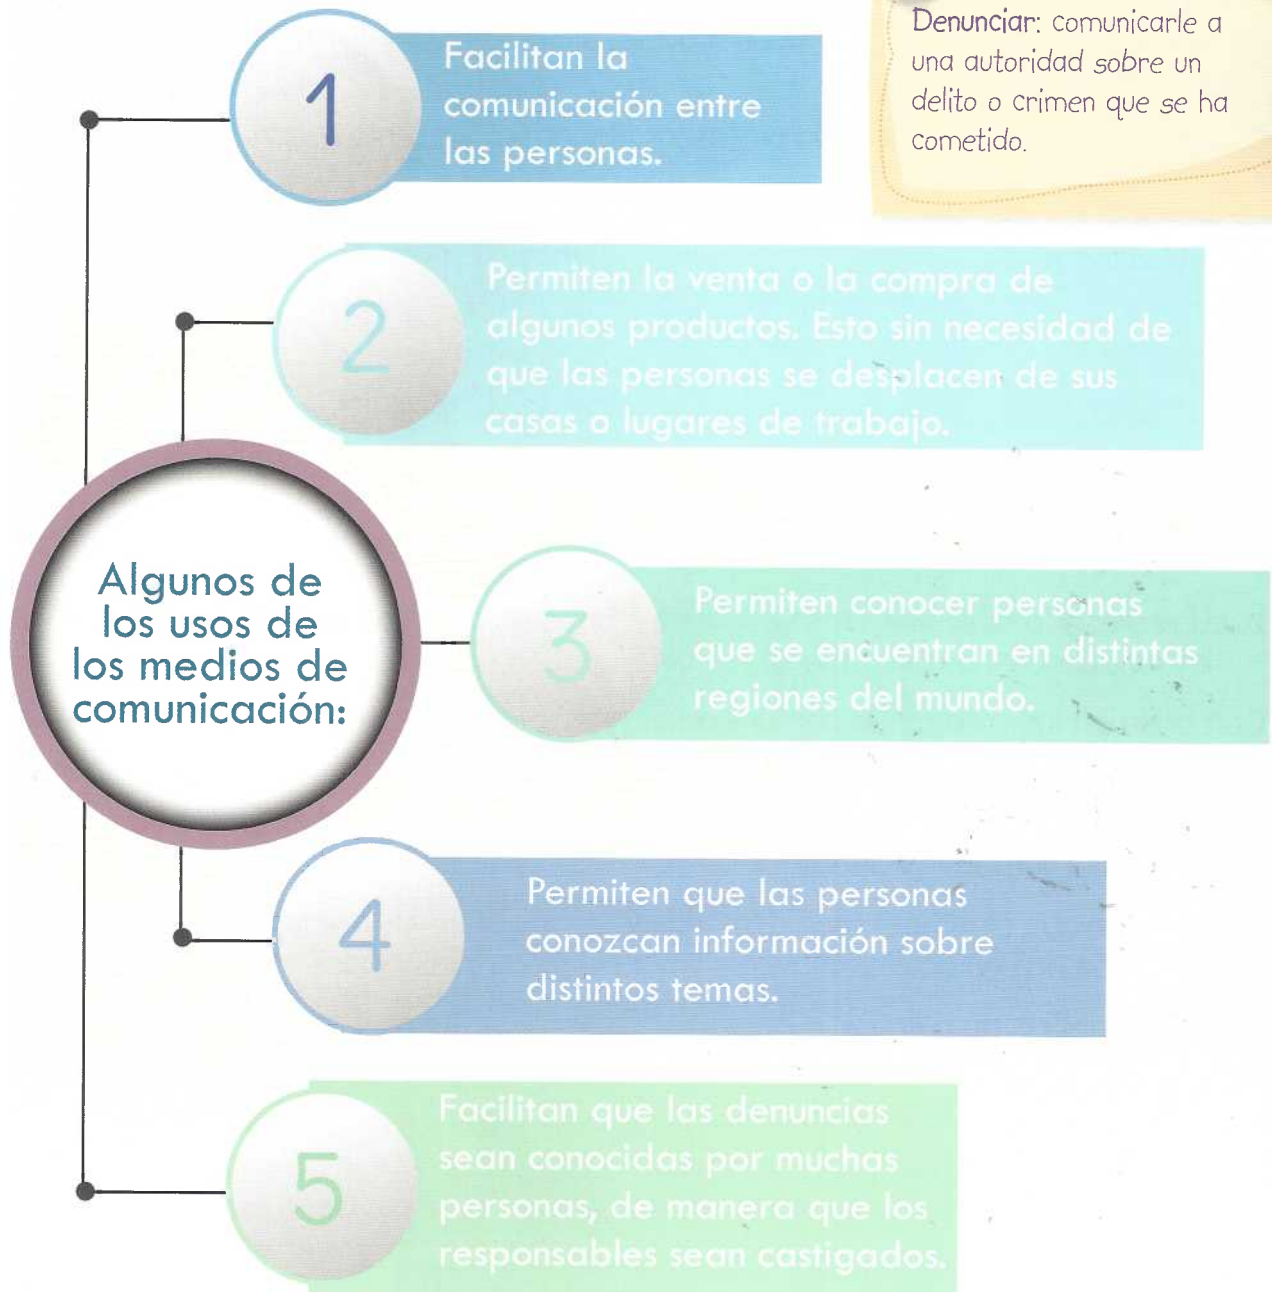 Denunciar: comunicarle a
una autoridad sobre un
delito o crimen que se ha
cometido.
1
Facilitan la
comunicación entre
las personas.
2
Permiten la venta o la compra de
algunos productos. Esto sin necesidad de
que las personas se desplacen de sus
casas o lugares de trabajo.
Algunos de
los usos de
los medios de
comunicación:
3
Permiten conocer personas
que se encuentran en distintas
regiones del mundo.
4
Permiten que las personas
conozcan información sobre
distintos temas.
5
Facilitan que las denuncias
sean conocidas por muchas
personas, de manera que los
responsables sean castigados.